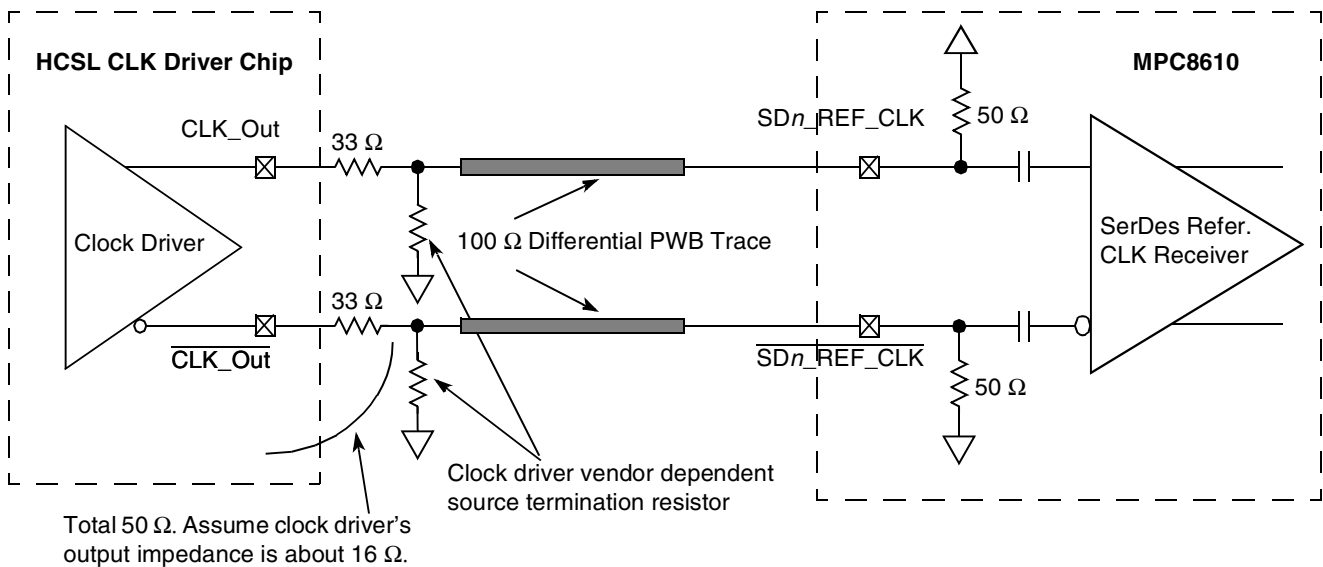 HCSL CLK Driver Chip
MPC8610
CLK_Out
SDn_REF_CLK
50 Ω
33 Ω
Clock Driver
100 Ω Differential PWB Trace
SerDes Refer.
CLK Receiver
33 Ω
CLK_Out
SDn_REF_CLK
50 Ω
Clock driver vendor dependent
source termination resistor
Total 50 Ω. Assume clock driver's
output impedance is about 16 Ω.